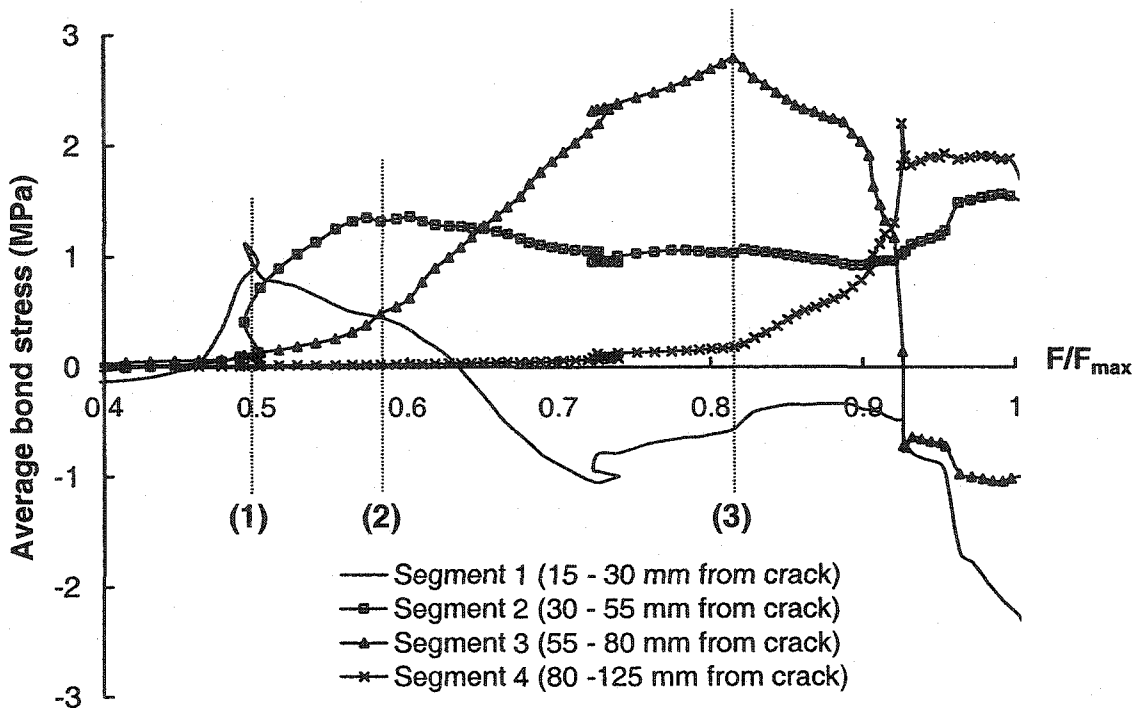 Average bond stress (MPa)
3
2
1
0
-1
-2
-3
0.4
0.5
0.6
0.7
0.8
0.9
1
F/Fmax
(1)
(2)
(3)
Segment 1 (15 - 30 mm from crack)
Segment 2 (30 - 55 mm from crack)
Segment 3 (55 - 80 mm from crack)
Segment 4 (80 -125 mm from crack)